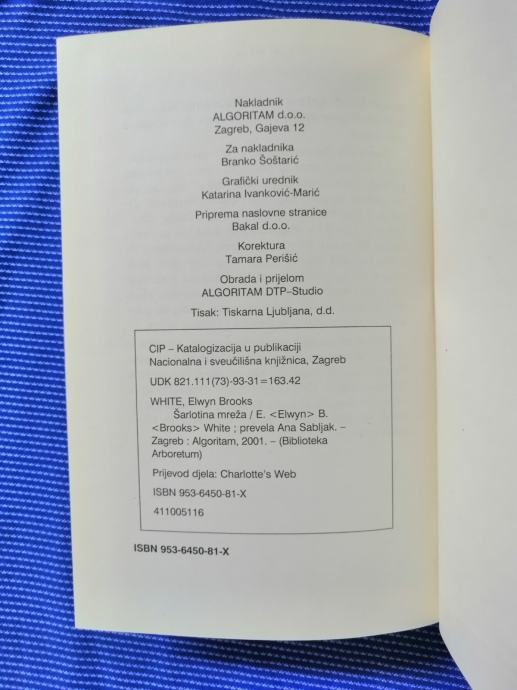 Nakladnik
ALGORITAM d.o.o.
Zagreb, Gajeva 12
Za nakladnika
Branko Šoštarić
Grafički urednik
Katarina Ivanković-Marić
Priprema naslovne stranice
Bakal d.o.o.
Korektura
Tamara Perišić
Obrada i prijelom
ALGORITAM DTP–Studio
Tisak: Tiskarna Ljubljana, d.d.
CIP – Katalogizacija u publikaciji
Nacionalna i sveučilišna knjižnica, Zagreb
UDK 821.111(73)-93-31=163.42
WHITE, Elwyn Brooks
Šarlotina mreža / E. <Elwyn> B.
<Brooks> White ; prevela Ana Sabljak. –
Zagreb : Algoritam, 2001. – (Biblioteka
Arboretum)
Prijevod djela: Charlotte's Web
ISBN 953-6450-81-X
411005116
ISBN 953-6450-81-X